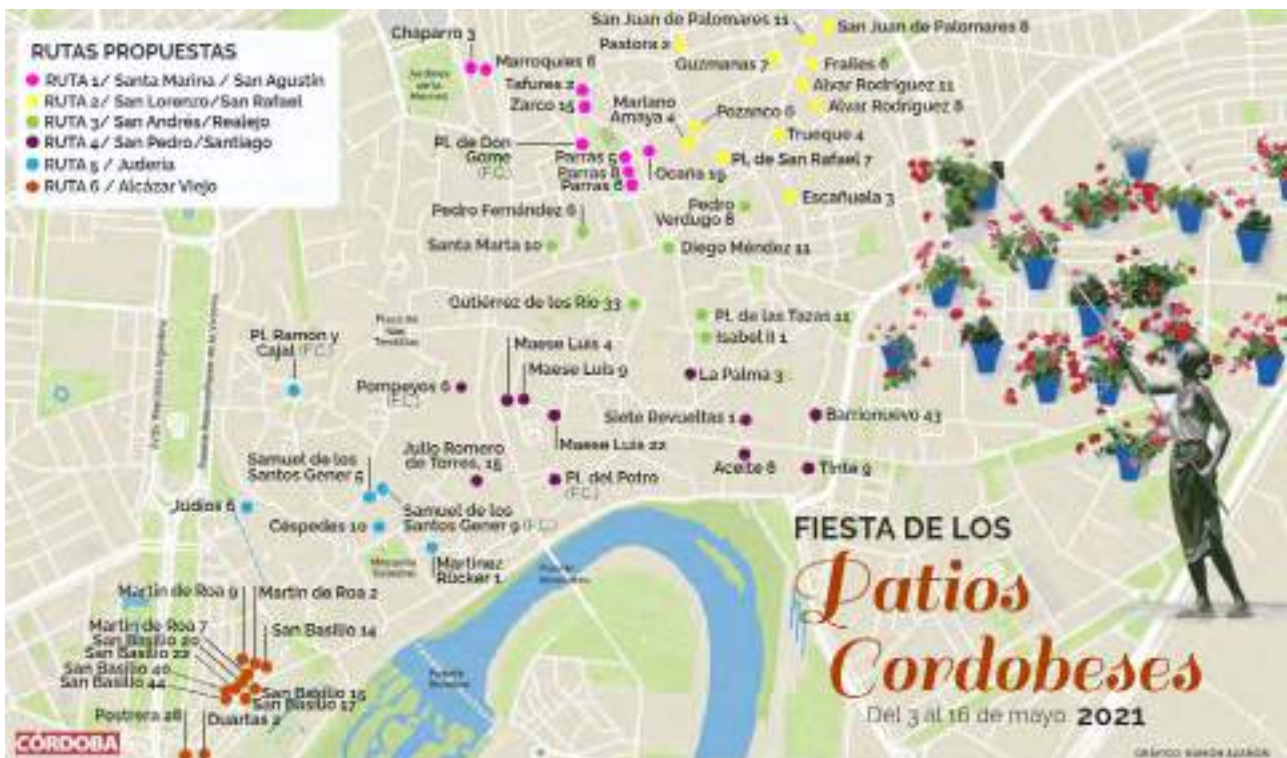 RUTAS PROPUESTAS
RUTA 1/ Santa Marina / San Agustín
RUTA 2/ San Lorenzo/San Rafael
RUTA 3/ San Andrés/Realejo
RUTA 4/ San Pedro/Santiago
RUTA 5/ Judería
RUTA 6 / Alcázar Viejo
Chaparro 3
Marroquíes 6
Tafures 2
Zarco 15
Pl. de Don
Gome
(F.C.)
Parras 5
Parras 8
Parras 6
Ocaña 19
San Juan de Palomares 11
San Juan de Palomares 8
Pastora 2
Guzmanas 7
Frailes 6
Alvar Rodríguez 11
Alvar Rodríguez 8
Mariano
Amaya 4
Pozanco 6
Trueque 4
Pl. de San Rafael 7
Escañuela 3
Pedro Fernández 6
Pedro
Verdugo 8
Santa Marta 10
Diego Méndez 11
Gutiérrez de los Ríos 33
Pl. de las Tazas 11
Isabel II 1
Plaza de
las
Tendillas
Pl. Ramón y
Cajal (F.C.)
Maese Luis 4
Maese Luis 9
Pompeyos 6
(F.C.)
La Palma 3
Siete Revueltas 1
Barrionuevo 43
Maese Luis 22
Julio Romero
de Torres, 15
Aceite 8
Tinte 9
Pl. del Potro
(F.C.)
Samuel de los
Santos Gener 5
Judíos 6
Samuel de los
Santos Gener 9 (F.C.)
Céspedes 10
Martínez
Rücker 1
Martín de Roa 9
Martín de Roa 2
Martín de Roa 7
San Basilio 14
San Basilio 20
San Basilio 22
San Basilio 40
San Basilio 44
San Basilio 15
San Basilio 17
Postrera 28
Duartas 2
FIESTA DE LOS
Patios
Cordobeses
Del 3 al 16 de mayo 2021
CÓRDOBA